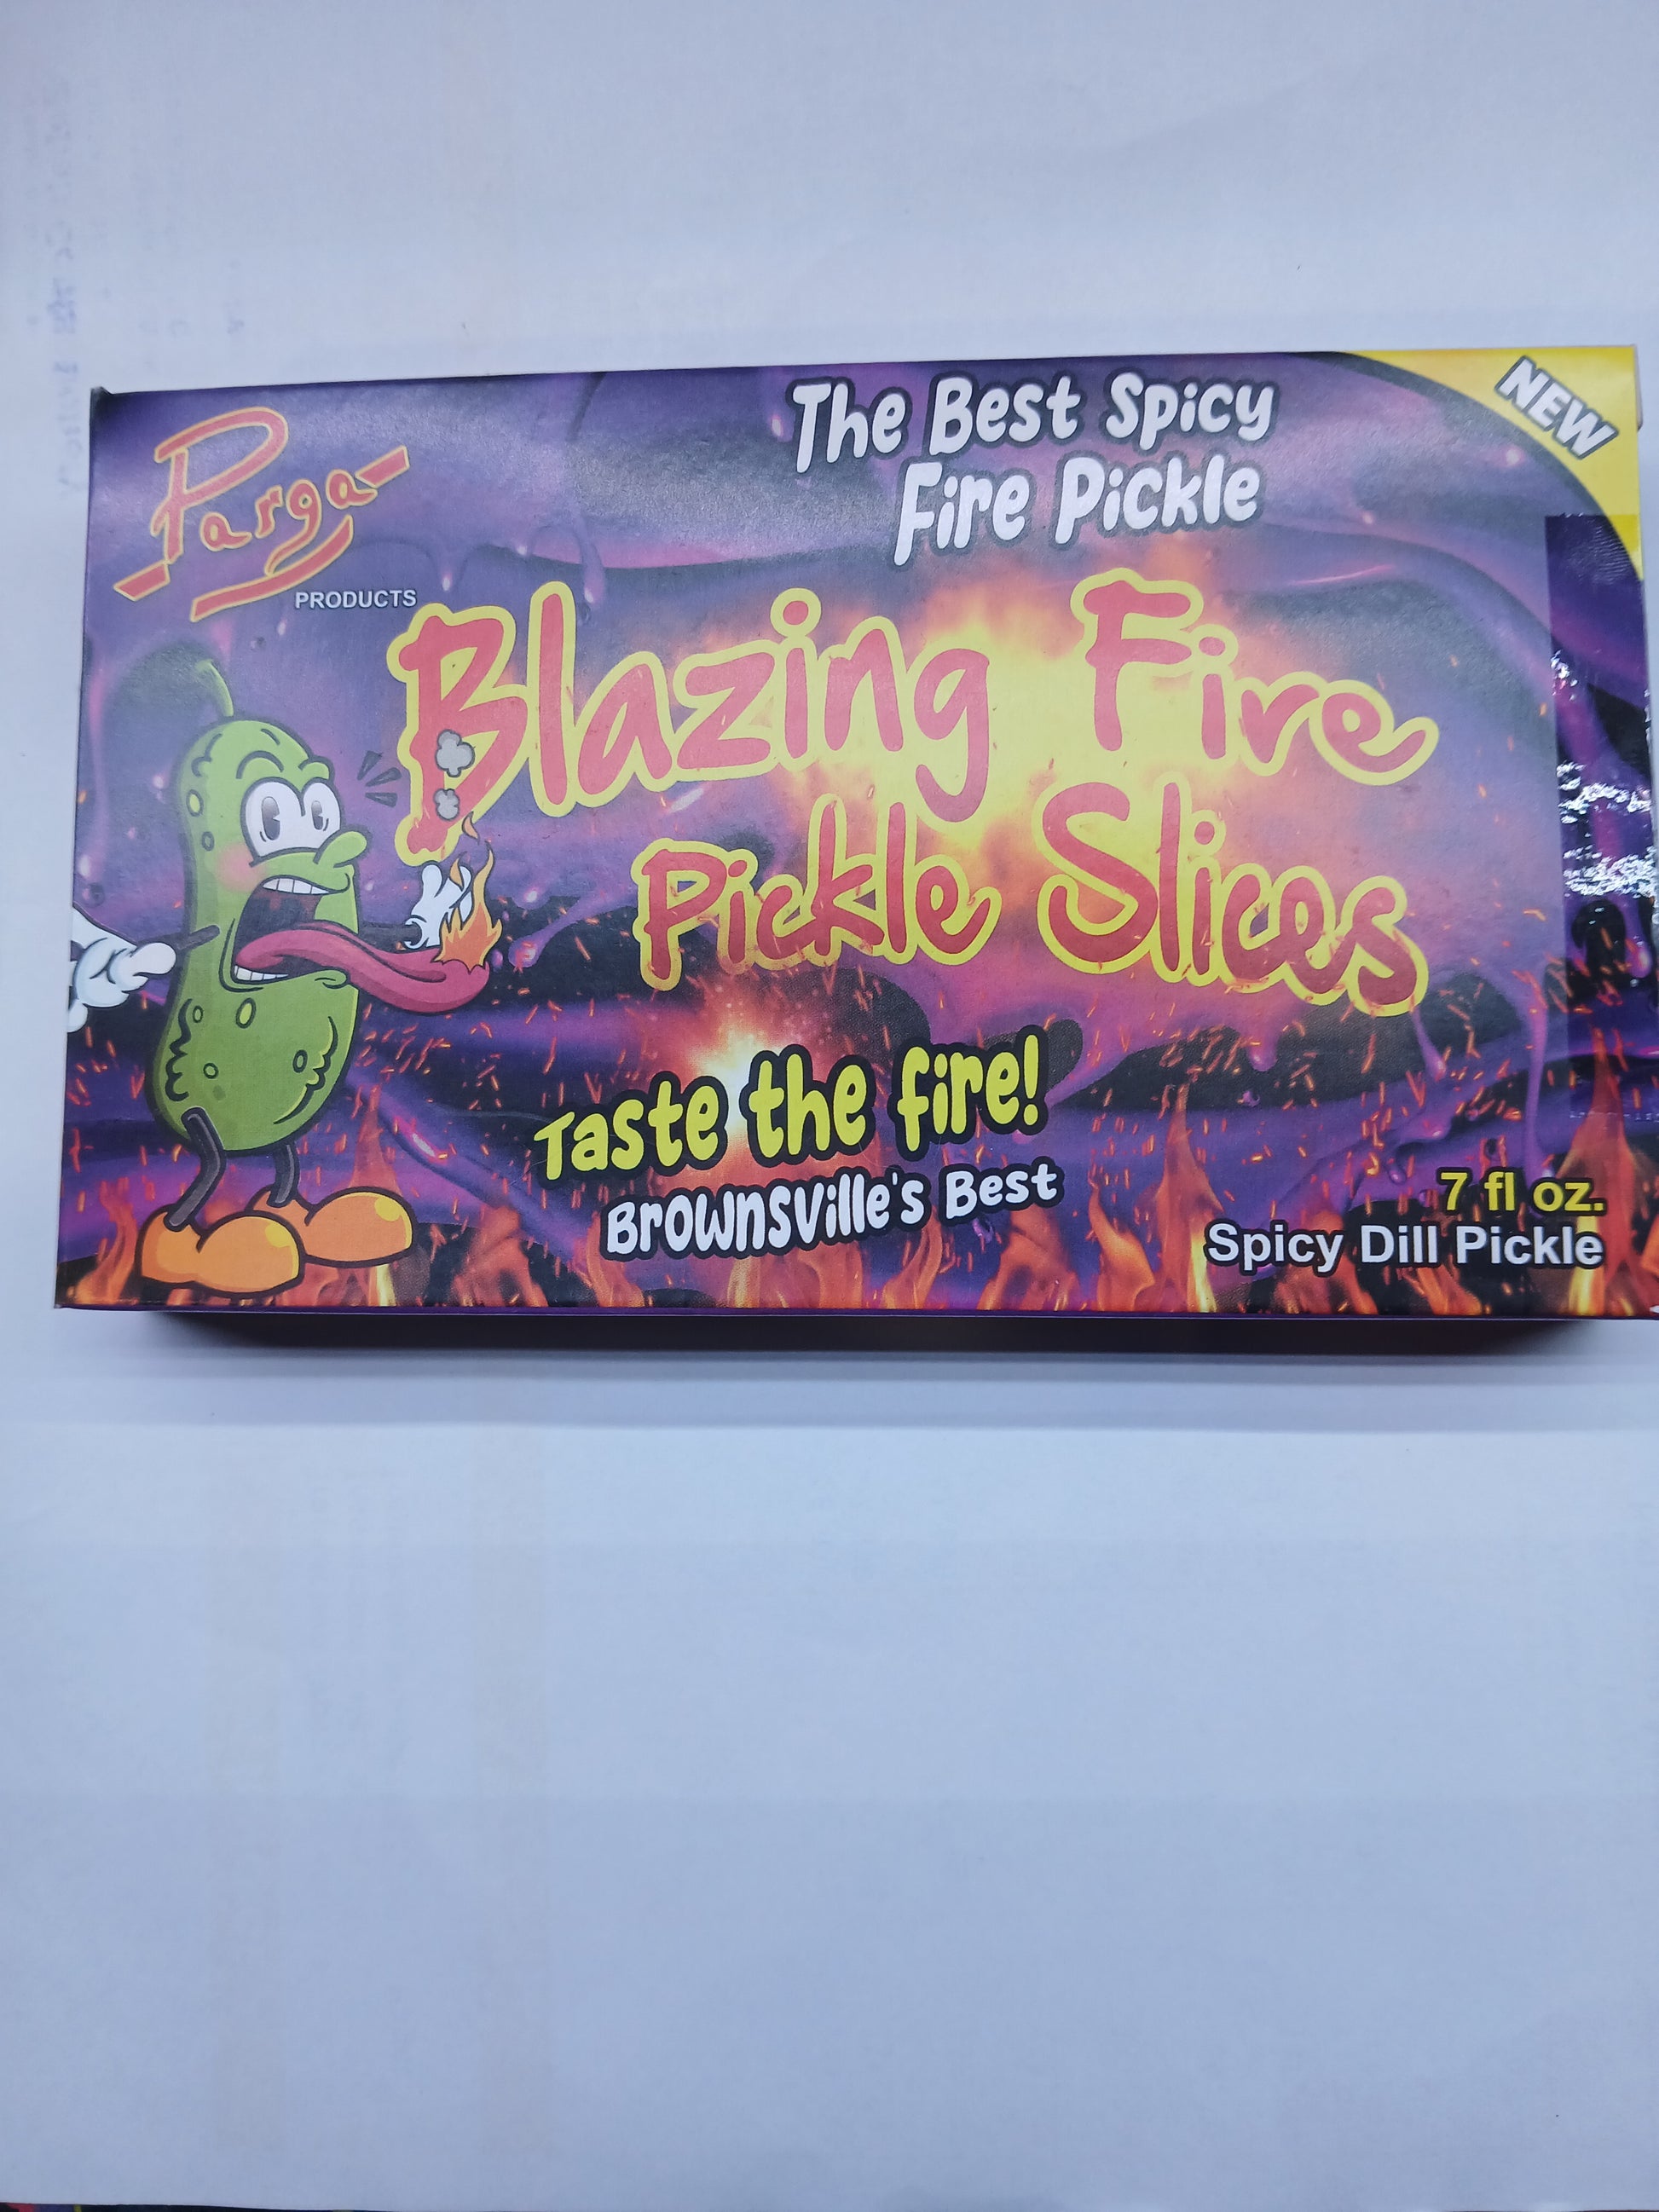 Parga
PRODUCTS
The Best Spicy
Fire Pickle
NEW
Blazing Fire
Pickle Slices
Taste the fire!
Brownsville's Best
7 fl oz.
Spicy Dill Pickle